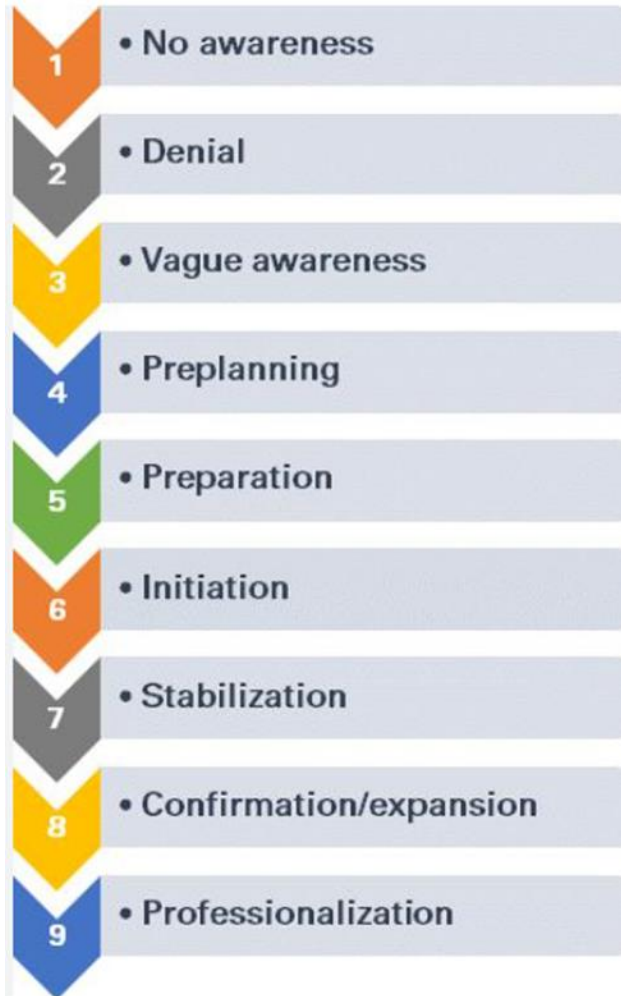 1 • No awareness
2 • Denial
3 • Vague awareness
4 • Preplanning
5 • Preparation
6 • Initiation
7 • Stabilization
8 • Confirmation/expansion
9 • Professionalization